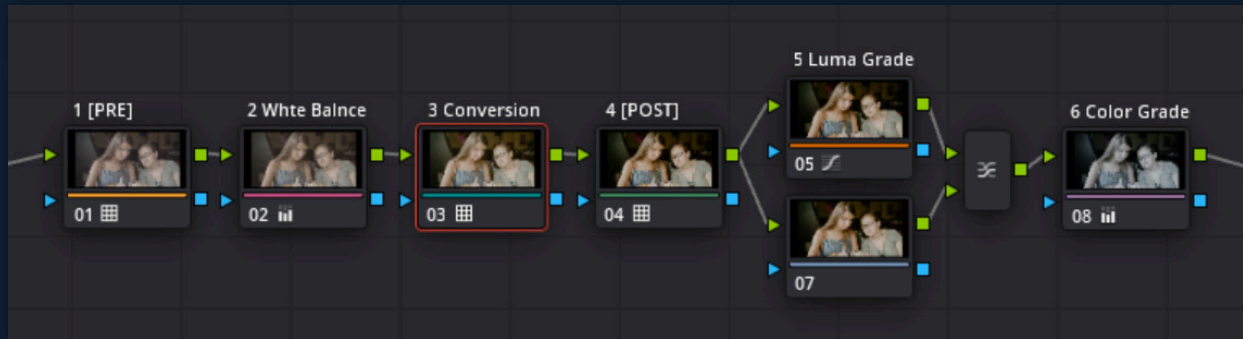 1 [PRE]
01
2 Whte Balnce
02
3 Conversion
03
4 [POST]
04
5 Luma Grade
05
07
6 Color Grade
08